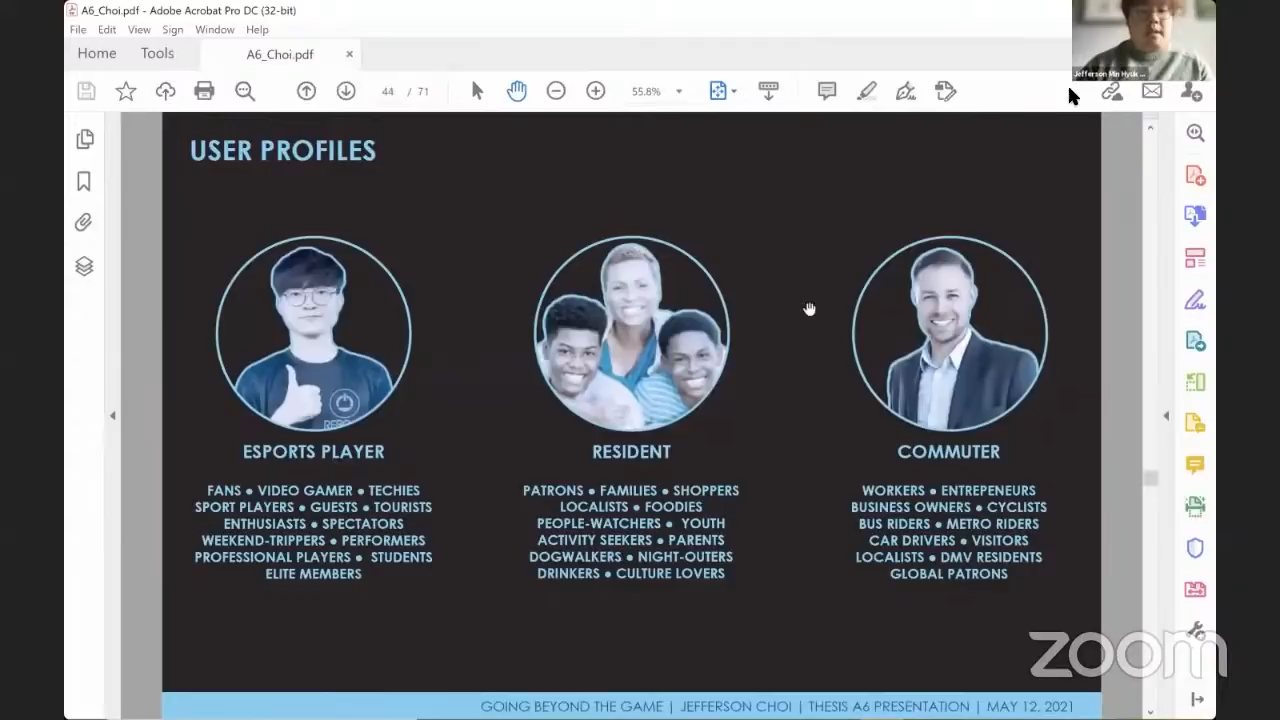 A6_Choi.pdf - Adobe Acrobat Pro DC (32-bit)
File Edit View Sign Window Help
Home Tools A6_Choi.pdf ×
44 / 71 55.8%
USER PROFILES
ESPORTS PLAYER
FANS • VIDEO GAMER • TECHIES
SPORT PLAYERS • GUESTS • TOURISTS
ENTHUSIASTS • SPECTATORS
WEEKEND-TRIPPERS • PERFORMERS
PROFESSIONAL PLAYERS • STUDENTS
ELITE MEMBERS
RESIDENT
PATRONS • FAMILIES • SHOPPERS
LOCALISTS • FOODIES
PEOPLE-WATCHERS • YOUTH
ACTIVITY SEEKERS • PARENTS
DOGWALKERS • NIGHT-OUTERS
DRINKERS • CULTURE LOVERS
COMMUTER
WORKERS • ENTREPENEURS
BUSINESS OWNERS • CYCLISTS
BUS RIDERS • METRO RIDERS
CAR DRIVERS • VISITORS
LOCALISTS • DMV RESIDENTS
GLOBAL PATRONS
GOING BEYOND THE GAME | JEFFERSON CHOI | THESIS A6 PRESENTATION | MAY 12, 2021
Jefferson Min Hyuk ...
zoom